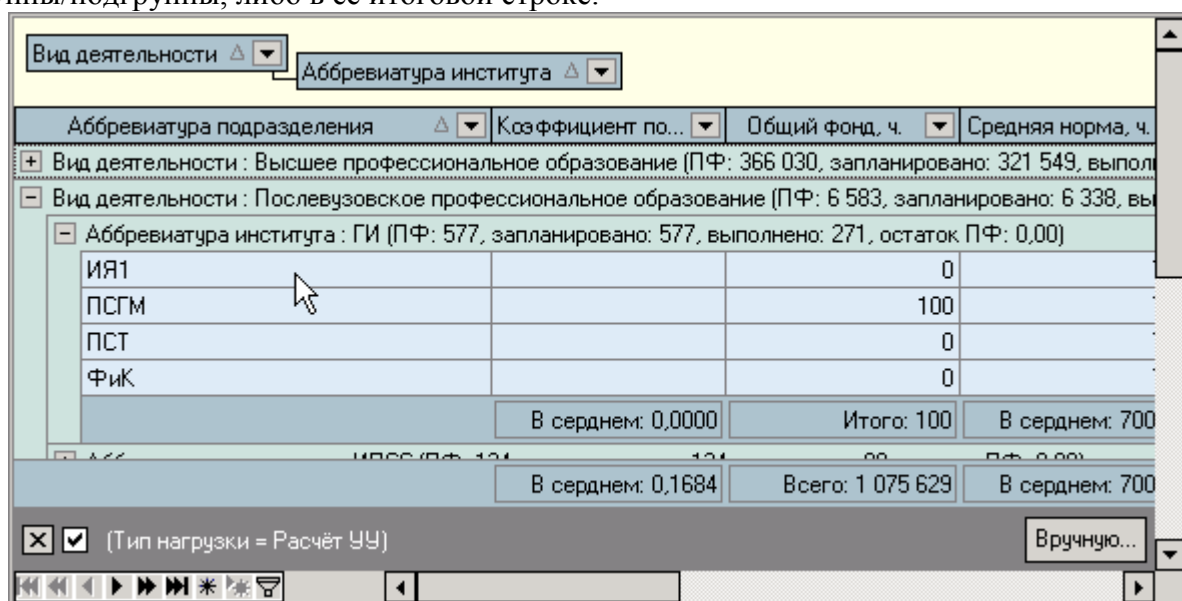 либо в ее итоговой строке.
Вид деятельности
Аббревиатура института
Аббревиатура подразделения Коэффициент по... Общий фонд, ч. Средняя норма, ч.
Вид деятельности : Высшее профессиональное образование (ПФ: 366 030, запланировано: 321 549,
Вид деятельности : Послевузовское профессиональное образование (ПФ: 6 583, запланировано: 6 338,
Аббревиатура института : ГИ (ПФ: 577, запланировано: 577, выполнено: 271, остаток ПФ: 0,00)
ИЯ1 0
ПСГМ 100
ПСТ 0
ФиК 0
В серднем: 0,0000 Итого: 100 В серднем: 700
В серднем: 0,1684 Всего: 1 075 629 В серднем: 700
(Тип нагрузки = Расчёт УУ) Вручную...